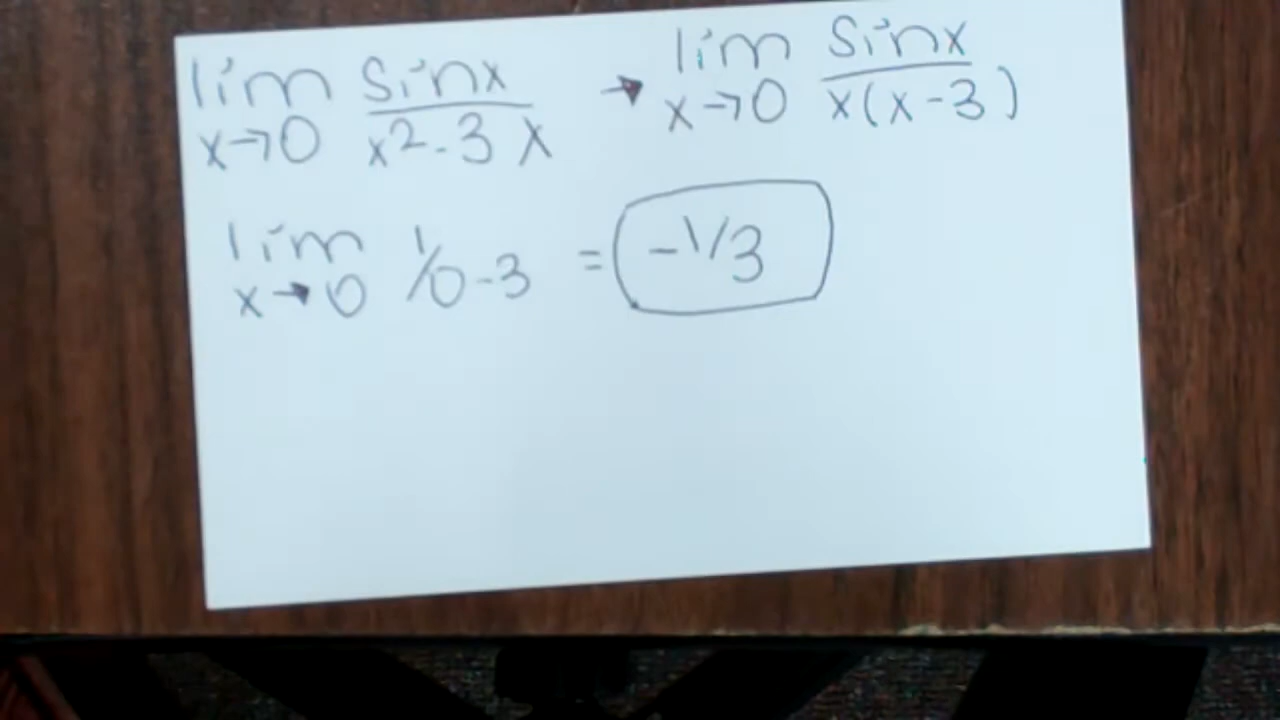 lim x→0 sinx / x² - 3x → lim x→0 sinx / x(x-3)
lim x→0 1/0-3 = -1/3